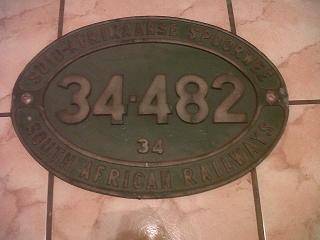 SUID-AFRIKAANSE SPOORWEË
34-482
34
SOUTH AFRICAN RAILWAYS